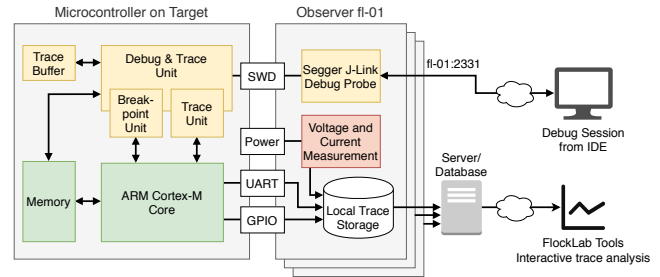 Microcontroller on Target
Observer fl-01
Trace
Buffer
Debug & Trace
Unit
Break-
point
Unit
Trace
Unit
SWD
Segger J-Link
Debug Probe
fl-01:2331
Debug Session
from IDE
Power
Voltage and
Current
Measurement
Memory
ARM Cortex-M
Core
UART
GPIO
Local Trace
Storage
Server/
Database
FlockLab Tools
Interactive trace analysis